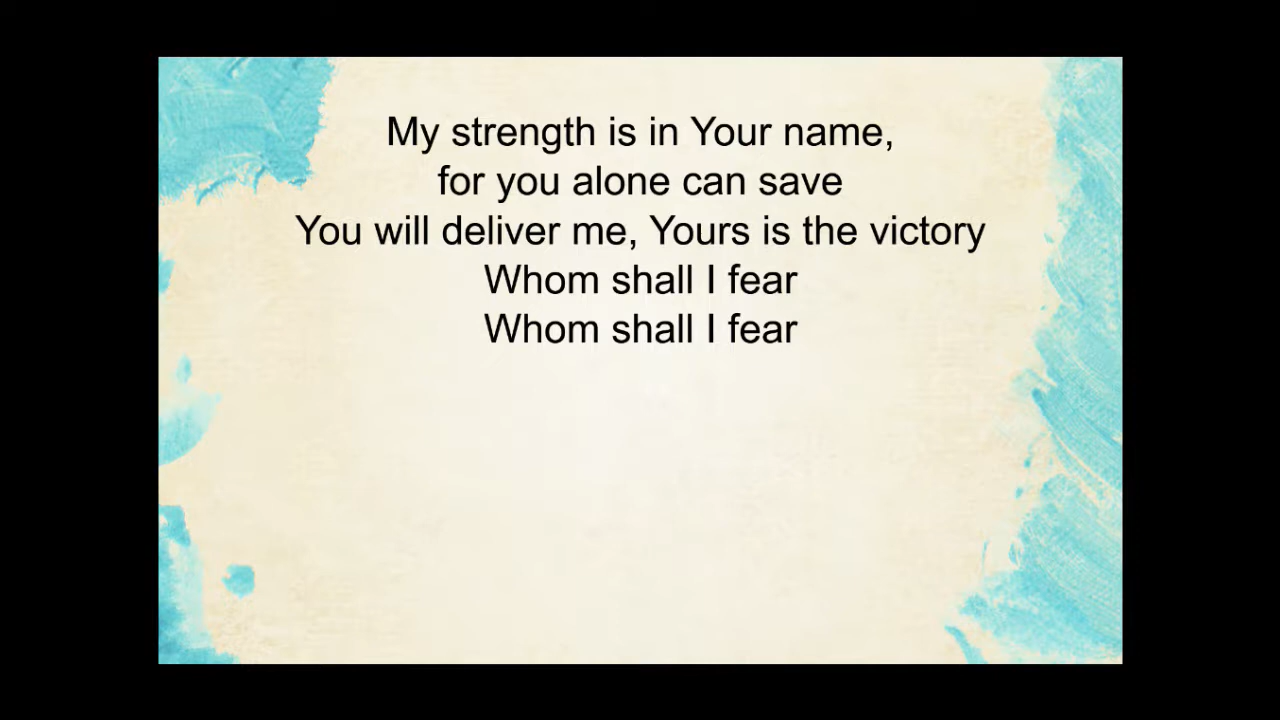 My strength is in Your name,
for you alone can save
You will deliver me, Yours is the victory
Whom shall I fear
Whom shall I fear